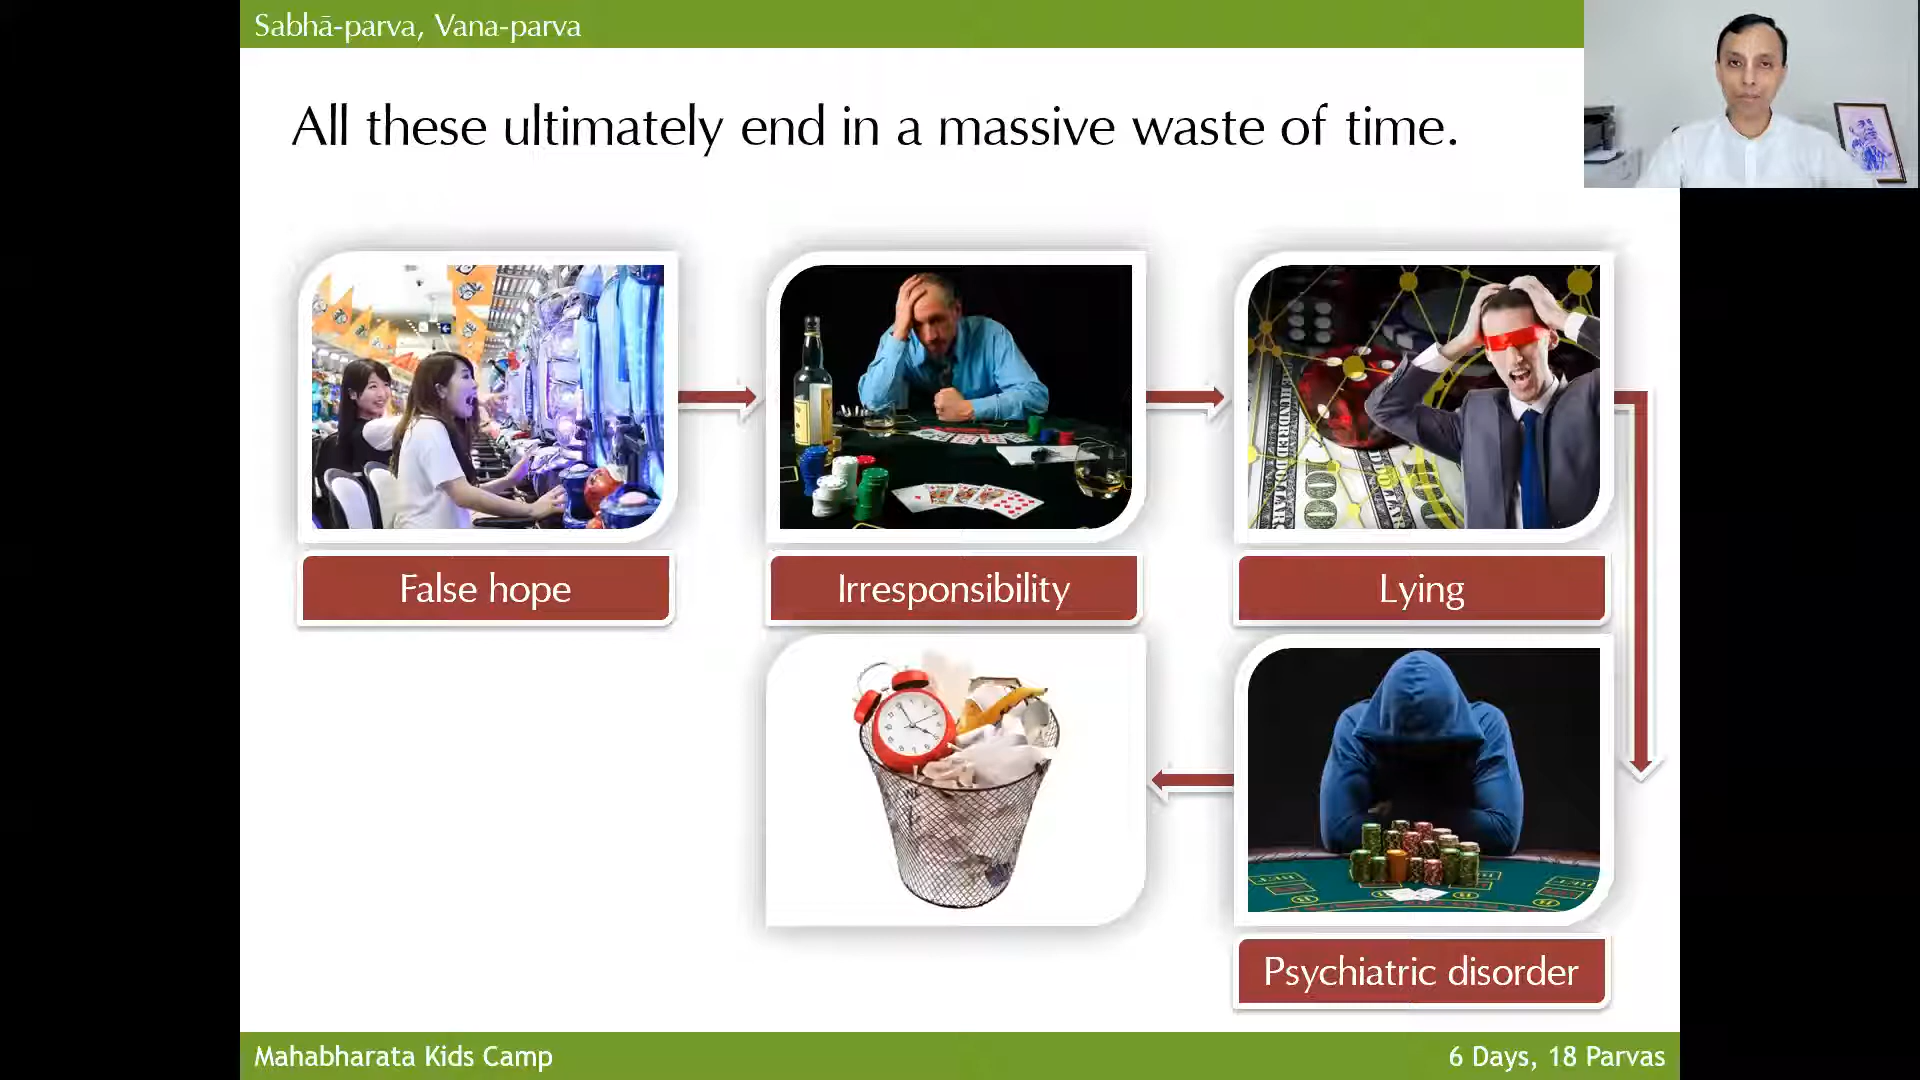 Sabhā-parva, Vana-parva
All these ultimately end in a massive waste of time.
False hope
Irresponsibility
Lying
Psychiatric disorder
Mahabharata Kids Camp
6 Days, 18 Parvas